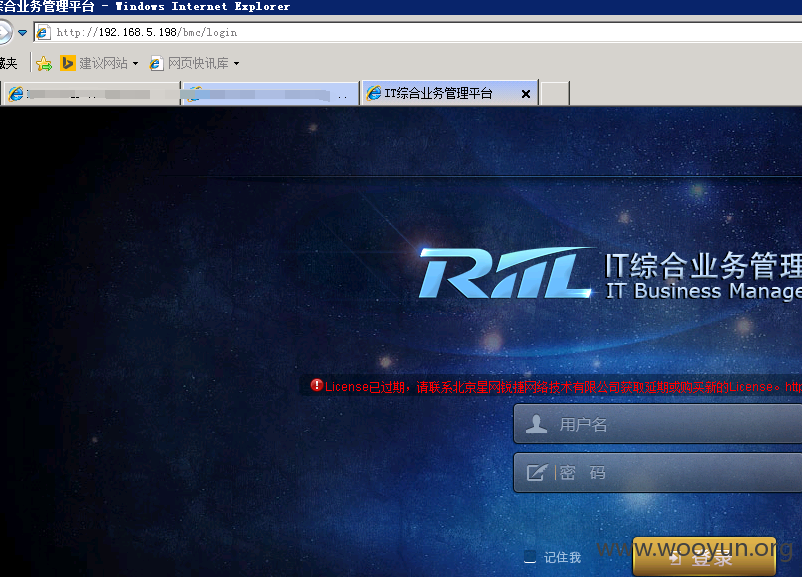 综合业务管理平台 - Windows Internet Explorer
http://192.168.5.198/bmc/login
建议网站 网页快讯库
IT综合业务管理平台
RIIL IT综合业务管理
IT Business Manage
License已过期，请联系北京星网锐捷网络技术有限公司获取延期或购买新的License。http
用户名
密 码
记住我 登录
www.wooyun.org